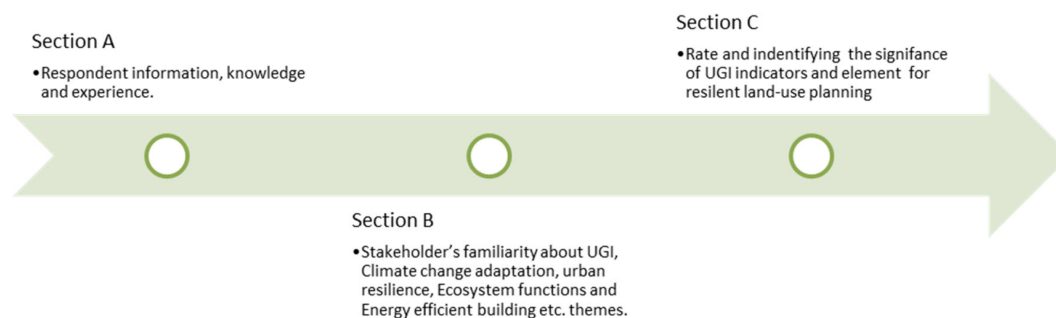 Section A
•Respondent information, knowledge
and experience.
Section B
•Stakeholder's familiarity about UGI,
Climate change adaptation, urban
resilience, Ecosystem functions and
Energy efficient building etc. themes.
Section C
•Rate and indentifying the signifance
of UGI indicators and element for
resilent land-use planning